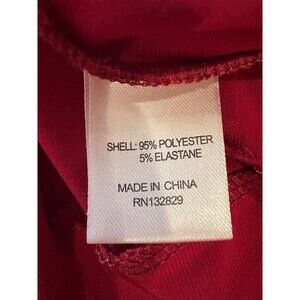 SHELL: 95% POLYESTER
5% ELASTANE
MADE IN CHINA
RN132829